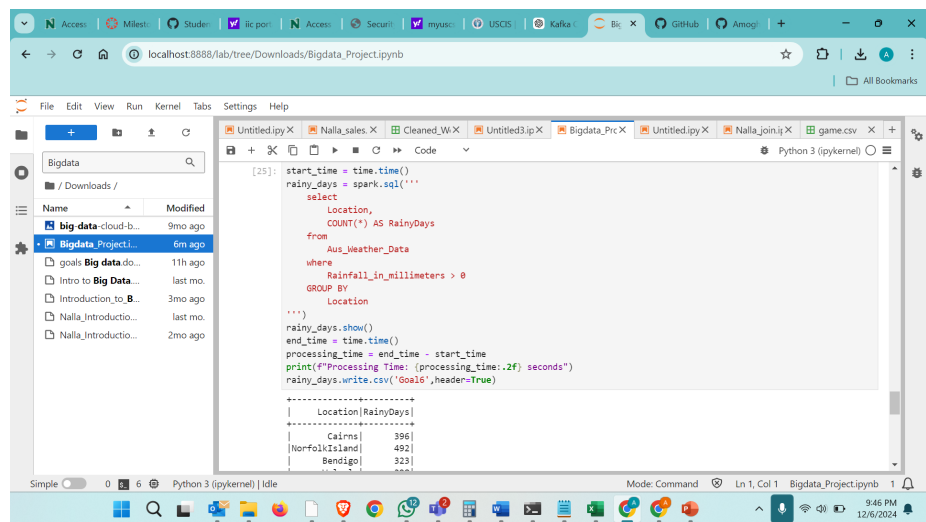 Access
Milesto
Studen
iic port
Access
Securit
myuscr
USCIS
Kafka C
Big
GitHub
Amogh
localhost:8888/lab/tree/Downloads/Bigdata_Project.ipynb
A
All Bookmarks
File Edit View Run Kernel Tabs Settings Help
Untitled.ipy
Nalla_sales.
Cleaned_We
Untitled3.ip
Bigdata_Pro
Untitled.ipy
Nalla_join.ip
game.csv
Code
Python 3 (ipykernel)
Bigdata
/ Downloads /
Name Modified
big-data-cloud-b... 9mo ago
Bigdata_Project.i... 6m ago
goals Big data.do... 11h ago
Intro to Big Data.... last mo.
Introduction_to_B... 3mo ago
Nalla_Introductio... last mo.
Nalla_Introductio... 2mo ago
[25]: start_time = time.time()
rainy_days = spark.sql('''
select
Location,
COUNT(*) AS RainyDays
from
Aus_Weather_Data
where
Rainfall_in_millimeters > 0
GROUP BY
Location
''')
rainy_days.show()
end_time = time.time()
processing_time = end_time - start_time
print(f"Processing Time: {processing_time:.2f} seconds")
rainy_days.write.csv('Goal6',header=True)
+-------------+---------+
| Location|RainyDays|
+-------------+---------+
| Cairns| 396|
|NorfolkIsland| 492|
| Bendigo| 323|
Simple 0 6 Python 3 (ipykernel) | Idle Mode: Command Ln 1, Col 1 Bigdata_Project.ipynb 1
12
9:46 PM
12/6/2024